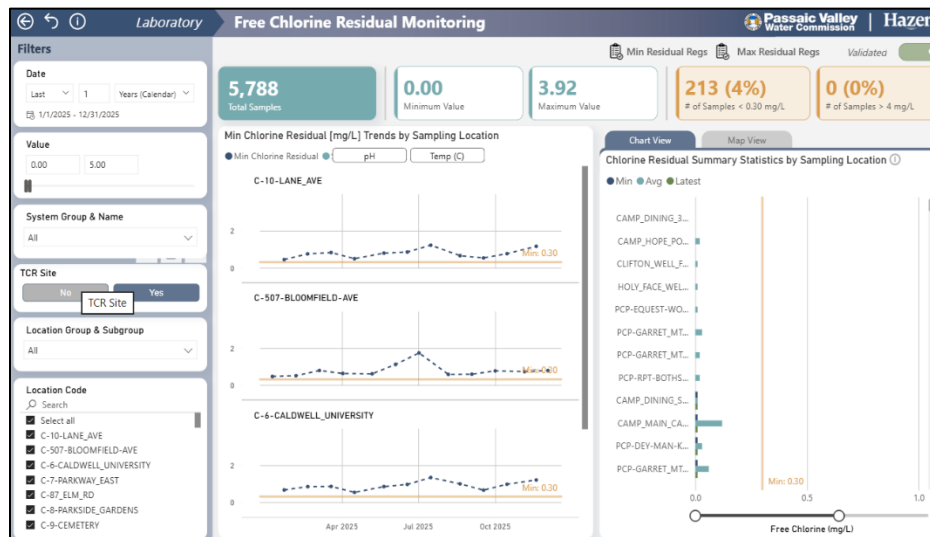 Laboratory
Free Chlorine Residual Monitoring
Passaic Valley
Water Commission
Hazen
Filters
Min Residual Regs
Max Residual Regs
Validated
Date
Last
1
Years (Calendar)
1/1/2025 - 12/31/2025
5,788
Total Samples
0.00
Minimum Value
3.92
Maximum Value
213 (4%)
# of Samples < 0.30 mg/L
0 (0%)
# of Samples > 4 mg/L
Value
0.00
5.00
System Group & Name
All
TCR Site
No
Yes
TCR Site
Location Group & Subgroup
All
Location Code
Search
Select all
C-10-LANE_AVE
C-507-BLOOMFIELD-AVE
C-6-CALDWELL_UNIVERSITY
C-7-PARKWAY_EAST
C-87_ELM_RD
C-8-PARKSIDE_GARDENS
C-9-CEMETERY
Min Chlorine Residual [mg/L] Trends by Sampling Location
Min Chlorine Residual
pH
Temp (C)
C-10-LANE_AVE
2
Min: 0.30
0
C-507-BLOOMFIELD-AVE
2
Min: 0.30
0
C-6-CALDWELL_UNIVERSITY
2
Min: 0.30
0
Apr 2025
Jul 2025
Oct 2025
Chart View
Map View
Chlorine Residual Summary Statistics by Sampling Location
Min
Avg
Latest
CAMP_DINING_3...
CAMP_HOPE_PO...
CLIFTON_WELL_F...
HOLY_FACE_WEL...
PCP-EQUEST-WO...
PCP-GARRET_MT...
PCP-GARRET_MT...
PCP-RPT-BOTHS...
CAMP_DINING_S...
CAMP_MAIN_CA...
PCP-DEY-MAN-K...
PCP-GARRET_MT...
Min: 0.30
0.0
0.5
1.0
Free Chlorine (mg/L)